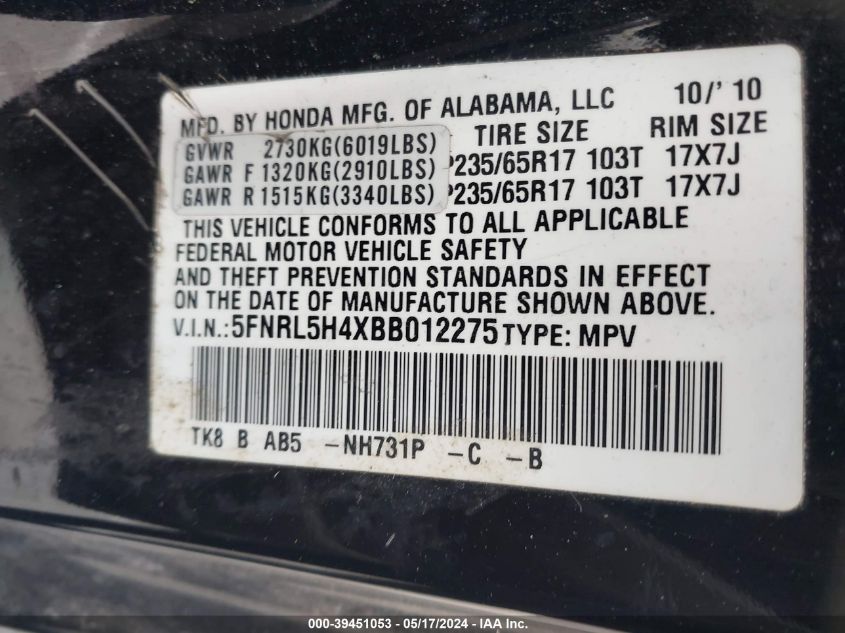 MFD. BY HONDA MFG. OF ALABAMA, LLC 10/'10
TIRE SIZE RIM SIZE
GVWR 2730KG(6019LBS)
GAWR F 1320KG(2910LBS) P235/65R17 103T 17X7J
GAWR R 1515KG(3340LBS) P235/65R17 103T 17X7J
THIS VEHICLE CONFORMS TO ALL APPLICABLE
FEDERAL MOTOR VEHICLE SAFETY
AND THEFT PREVENTION STANDARDS IN EFFECT
ON THE DATE OF MANUFACTURE SHOWN ABOVE.
V.I.N.: 5FNRL5H4XBB012275 TYPE: MPV
TK8 B AB5 -NH731P -C -B
000-39451053 / 05/17/2024 - IAA Inc.